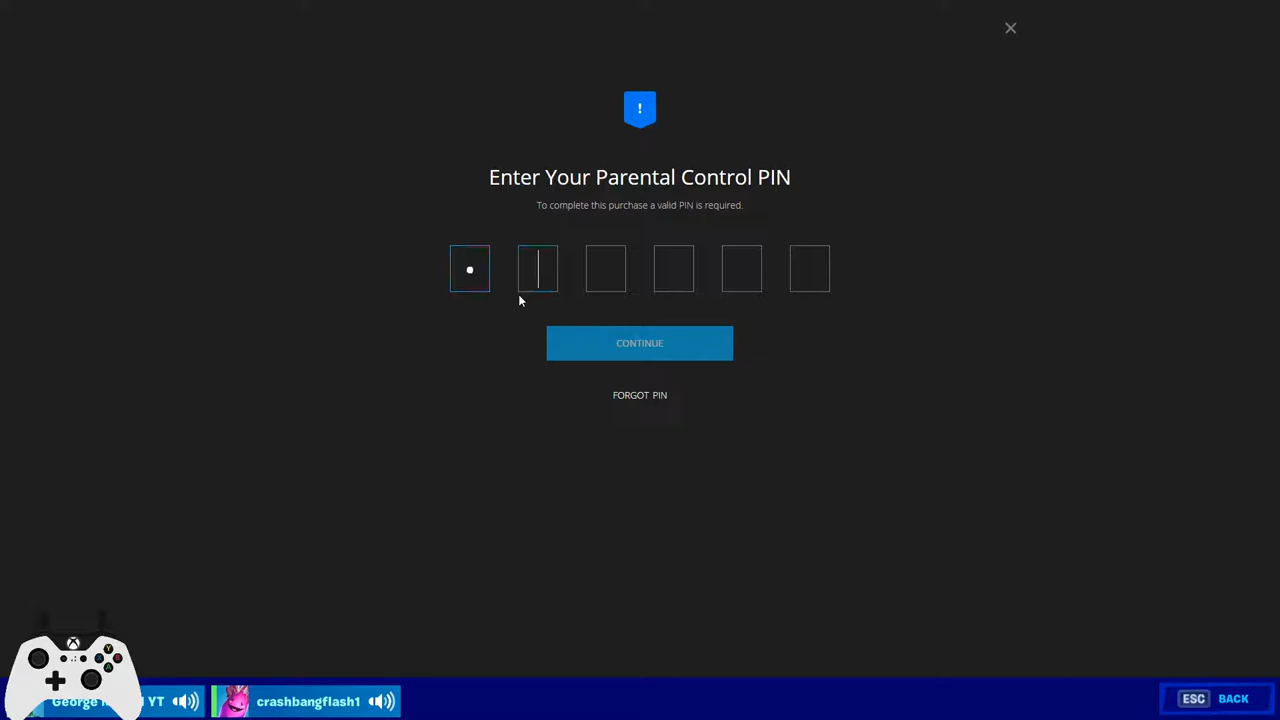 Enter Your Parental Control PIN
To complete this purchase a valid PIN is required.
CONTINUE
FORGOT PIN
George YT
crashbangflash1
ESC BACK
Y
X B
A